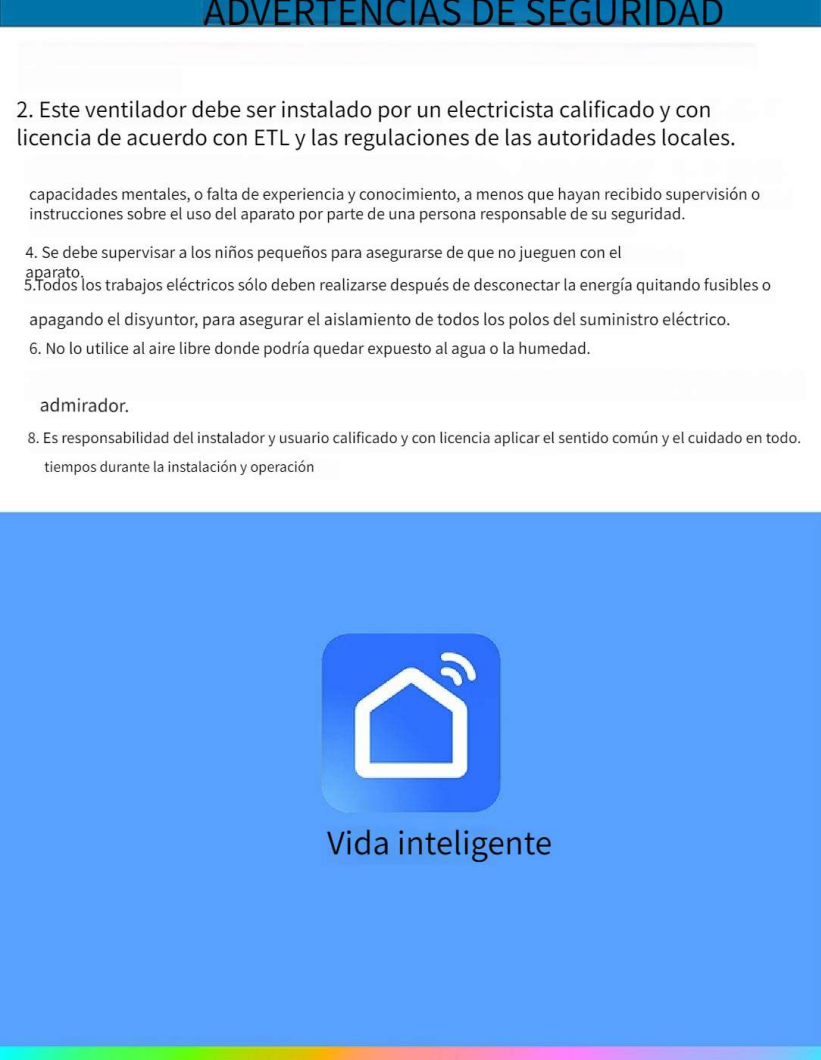 ADVERTENCIAS DE SEGURIDAD
2. Este ventilador debe ser instalado por un electricista calificado y con
licencia de acuerdo con ETL y las regulaciones de las autoridades locales.
capacidades mentales, o falta de experiencia y conocimiento, a menos que hayan recibido supervisión o
instrucciones sobre el uso del aparato por parte de una persona responsable de su seguridad.
4. Se debe supervisar a los niños pequeños para asegurarse de que no jueguen con el
aparato.
5.Todos los trabajos eléctricos sólo deben realizarse después de desconectar la energía quitando fusibles o
apagando el disyuntor, para asegurar el aislamiento de todos los polos del suministro eléctrico.
6. No lo utilice al aire libre donde podría quedar expuesto al agua o la humedad.
admirador.
8. Es responsabilidad del instalador y usuario calificado y con licencia aplicar el sentido común y el cuidado en todo.
tiempos durante la instalación y operación
Vida inteligente